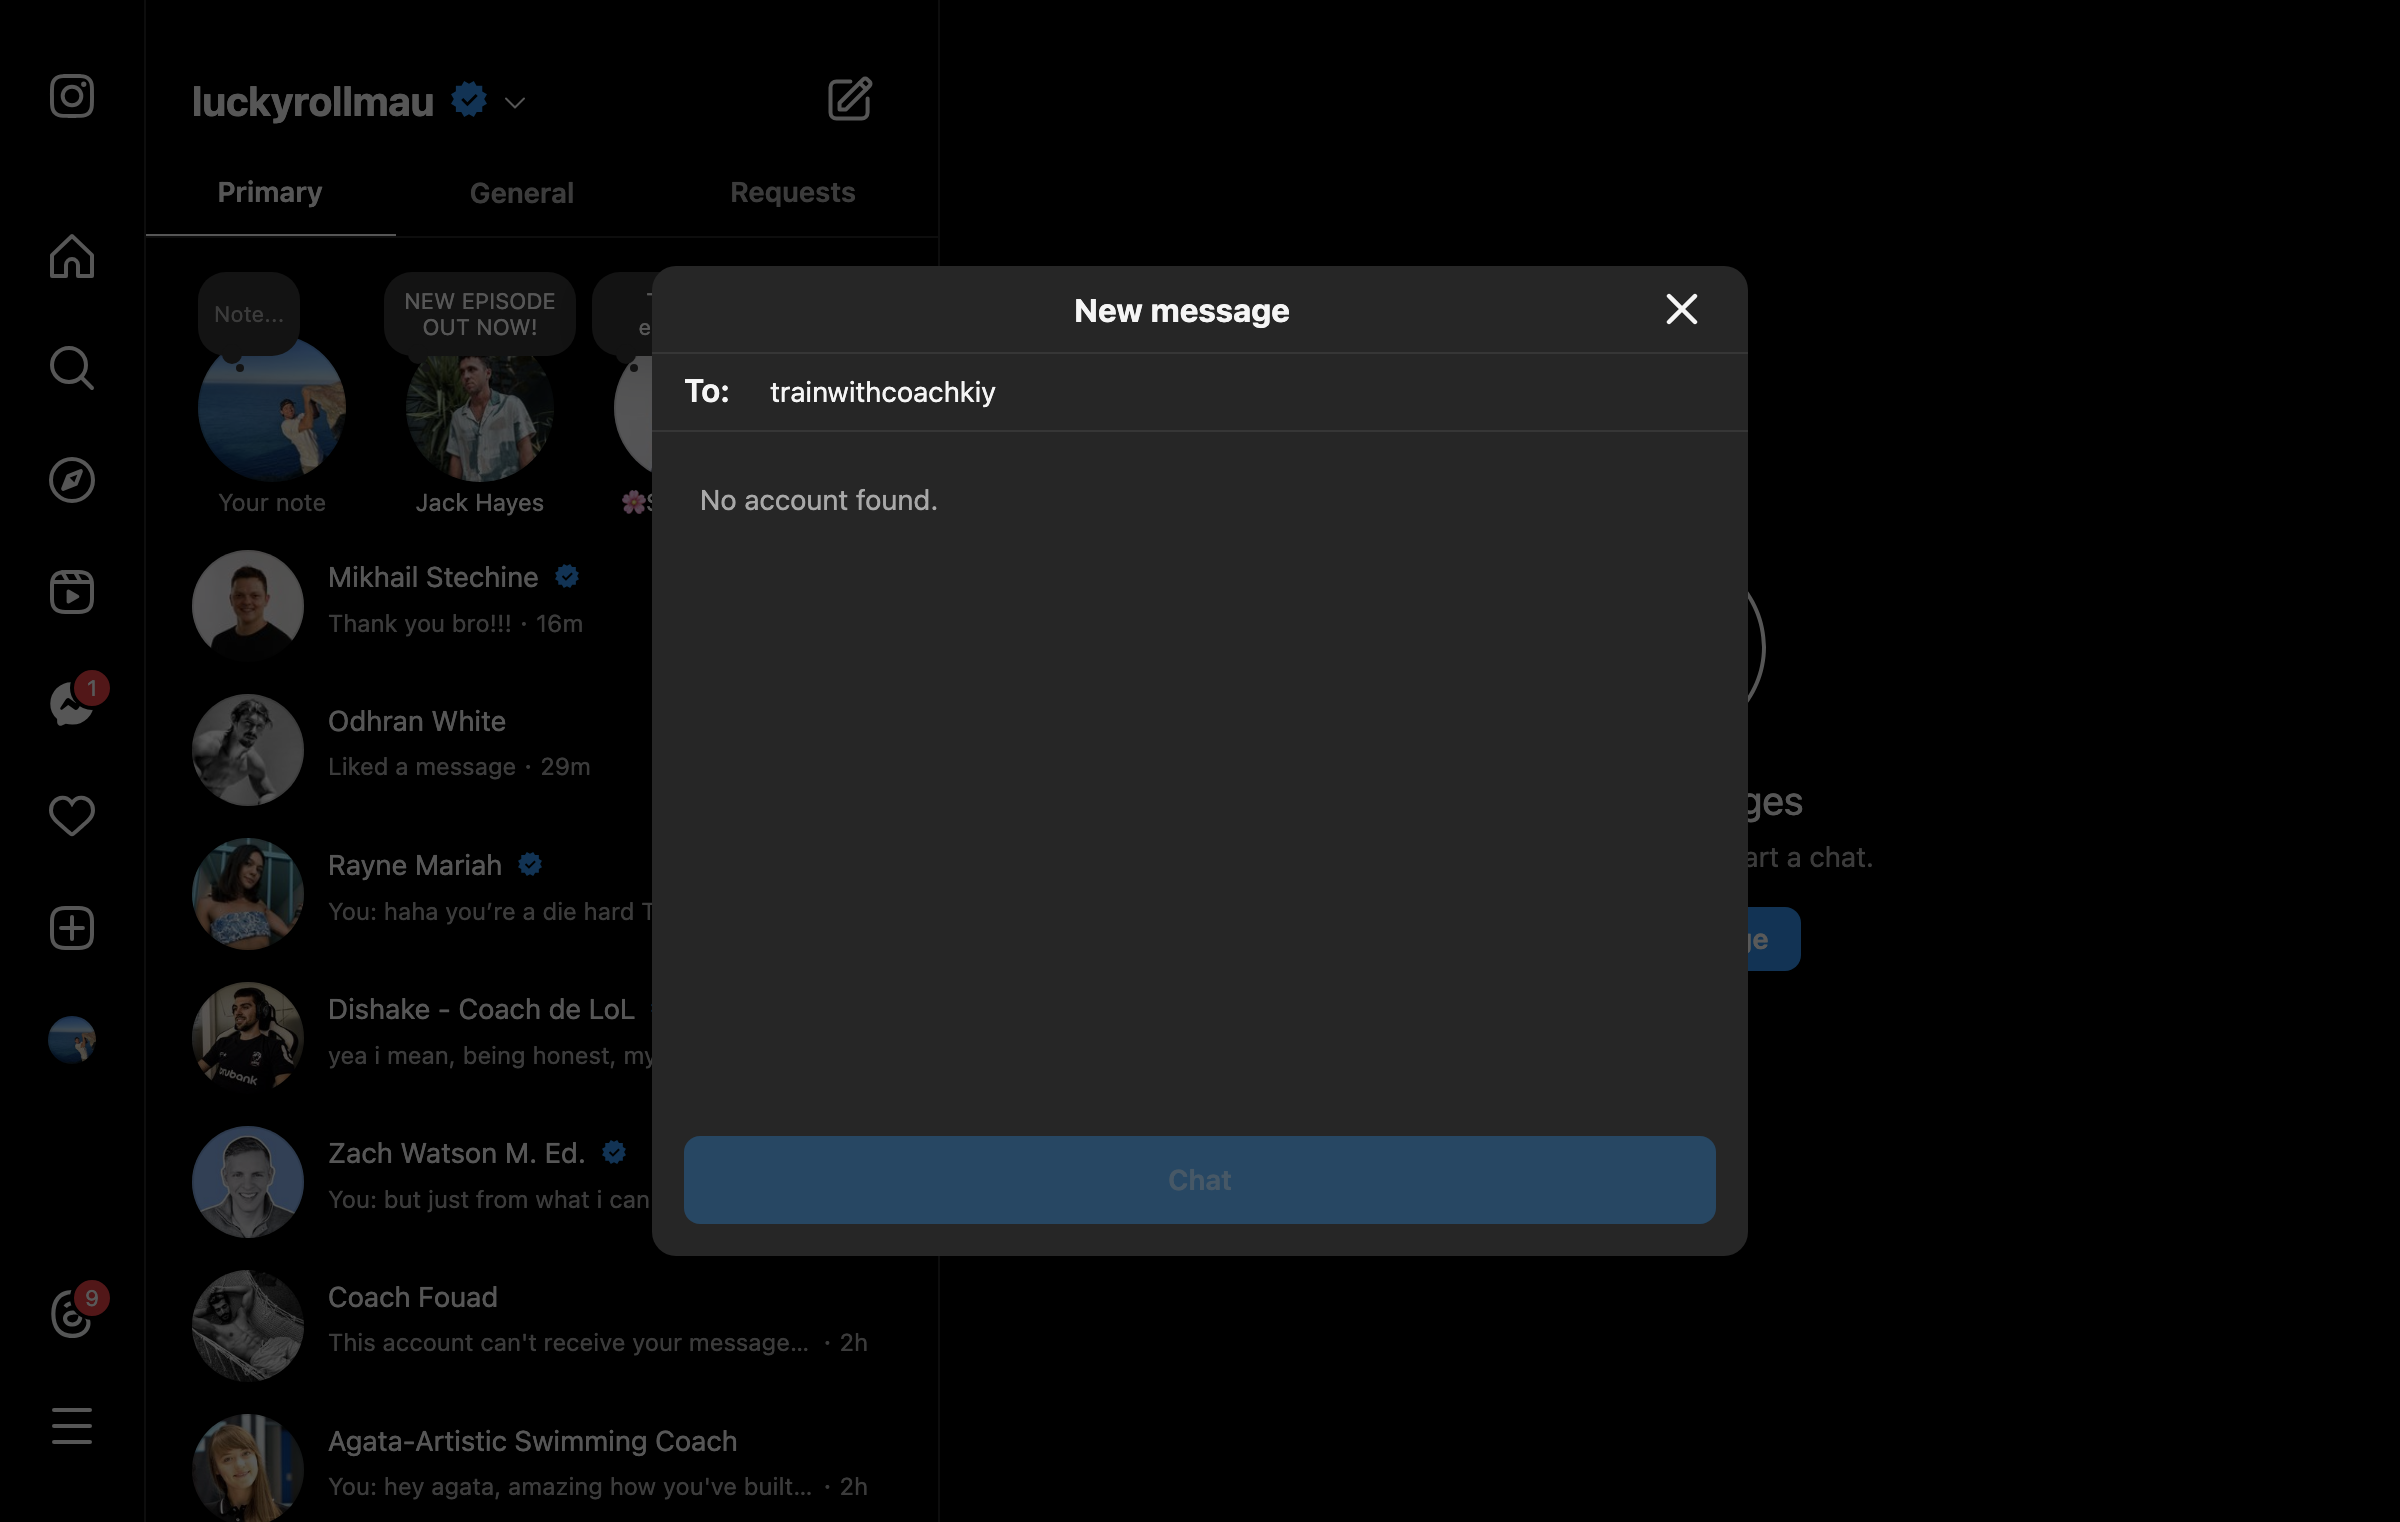 luckyrollmau
Primary
General
Requests
Note...
NEW EPISODE
OUT NOW!
Your note
Jack Hayes
Mikhail Stechine
Thank you bro!!! · 16m
Odhran White
Liked a message · 29m
Rayne Mariah
You: haha you’re a die hard
Dishake - Coach de LoL
yea i mean, being honest, my
Zach Watson M. Ed.
You: but just from what i can
Coach Fouad
This account can't receive your message... · 2h
Agata-Artistic Swimming Coach
You: hey agata, amazing how you've built... · 2h
1
9
New message
To: trainwithcoachkiy
No account found.
Chat
ges
art a chat.
ge